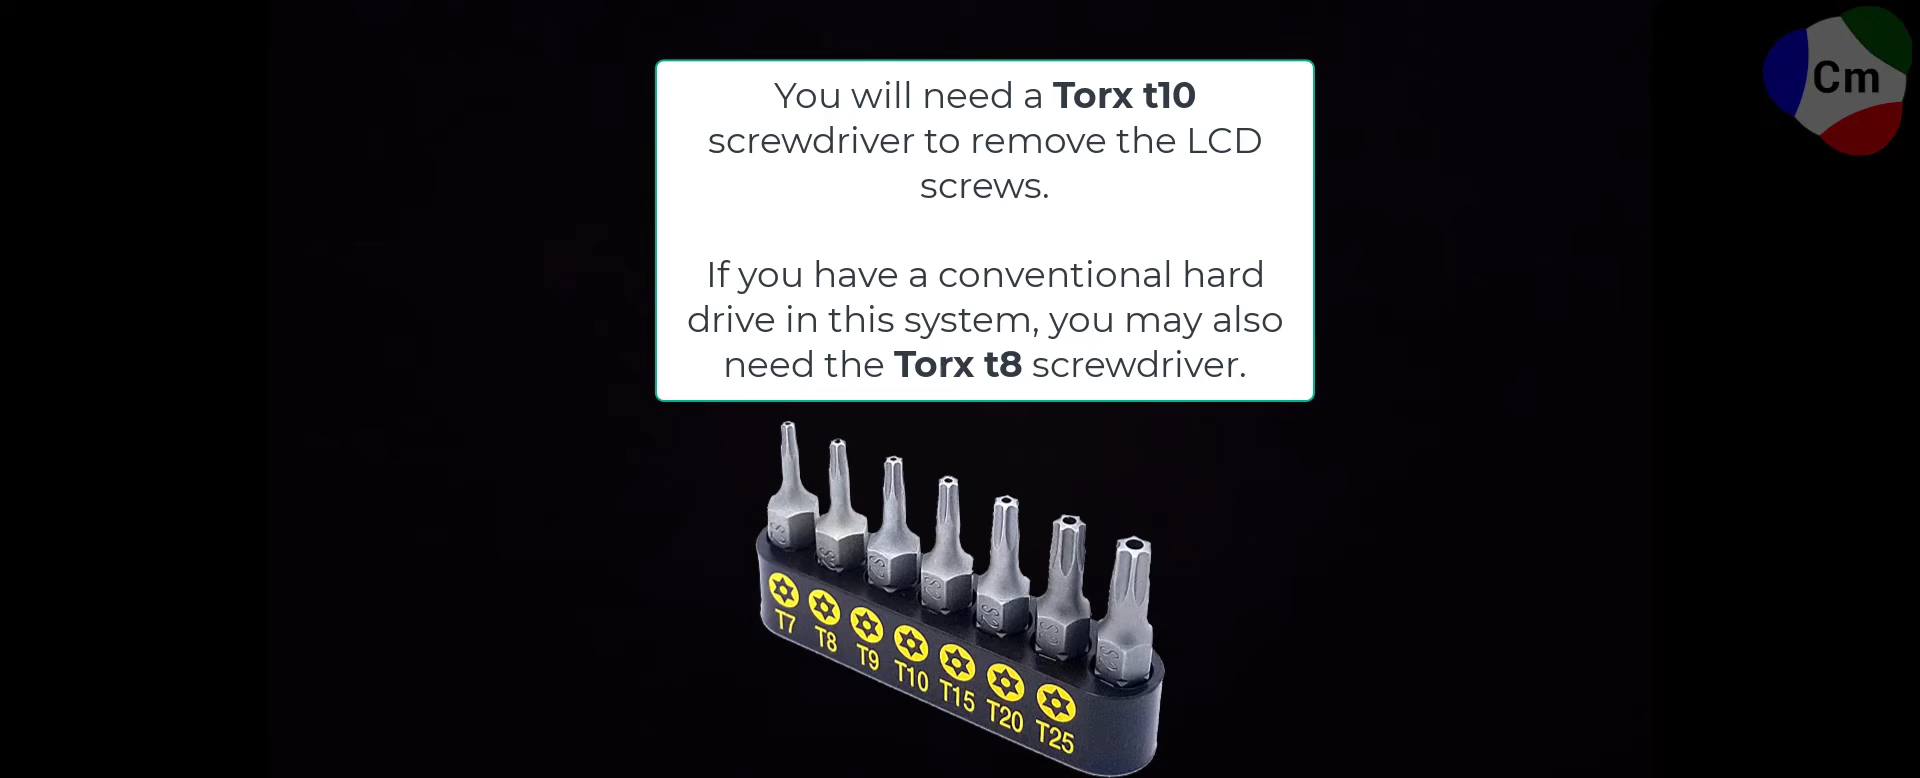 Cm
You will need a Torx t10
screwdriver to remove the LCD
screws.
If you have a conventional hard
drive in this system, you may also
need the Torx t8 screwdriver.
T7 T8 T9 T10 T15 T20 T25